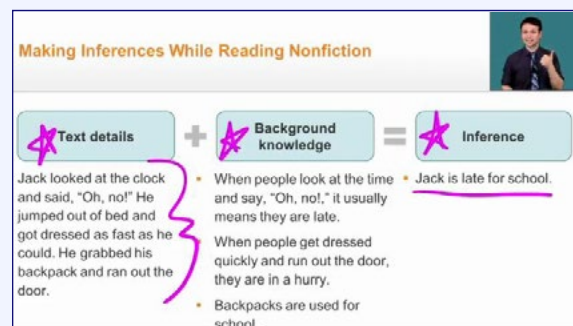 Making Inferences While Reading Nonfiction
Text details
Background
knowledge
Inference
Jack looked at the clock
and said, “Oh, no!” He
jumped out of bed and
got dressed as fast as he
could. He grabbed his
backpack and ran out the
door.
• When people look at the time
and say, “Oh, no!,” it usually
means they are late.
• When people get dressed
quickly and run out the door,
they are in a hurry.
• Backpacks are used for
school
• Jack is late for school.